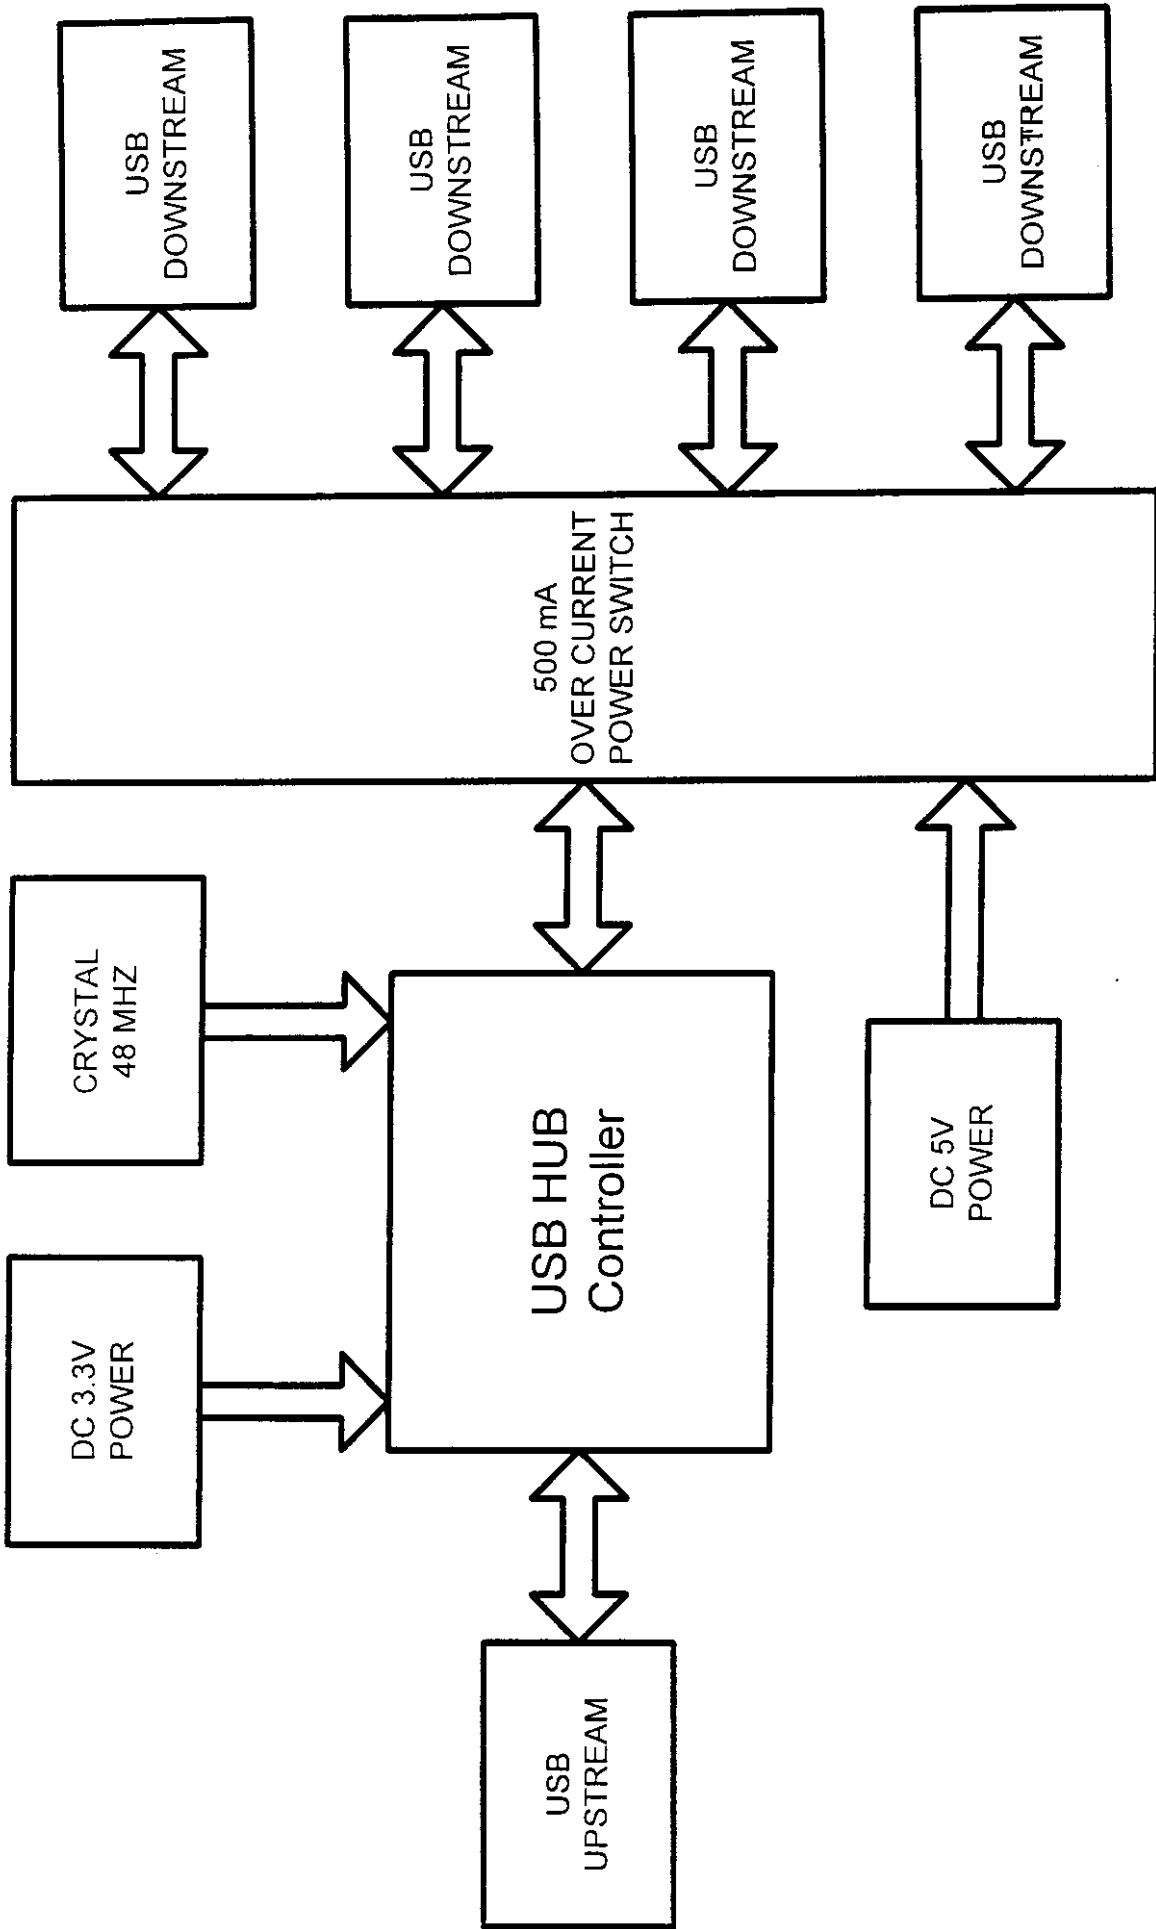 DC 3.3V
POWER
CRYSTAL
48 MHZ
USB
UPSTREAM
USB HUB
Controller
DC 5V
POWER
500 mA
OVER CURRENT
POWER SWITCH
USB
DOWNSTREAM
USB
DOWNSTREAM
USB
DOWNSTREAM
USB
DOWNSTREAM